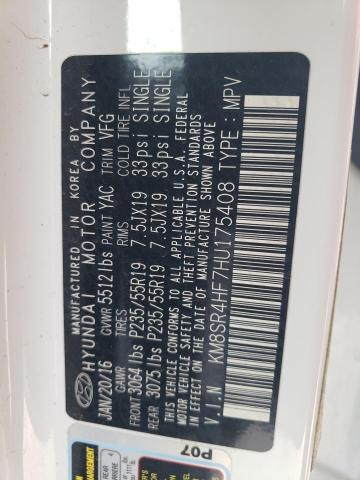 MANUFACTURED IN KOREA BY
HYUNDAI MOTOR COMPANY
JAN/20/16 GVWR 5512 lbs PAINT YAC TRIM VFG
GAWR TIRES RIMS COLD TIRE INFL
FRONT 3064 lbs P235/55R19 7.5JX19 33psi SINGLE
REAR 3075 lbs P235/55R19 7.5JX19 33psi SINGLE
THIS VEHICLE CONFORMS TO ALL APPLICABLE U.S.A. FEDERAL
MOTOR VEHICLE SAFETY AND THEFT PREVENTION STANDARDS
IN EFFECT ON THE DATE OF MANUFACTURE SHOWN ABOVE
V.I.N : KM8SR4HF7HU175408 TYPE : MPV
P07